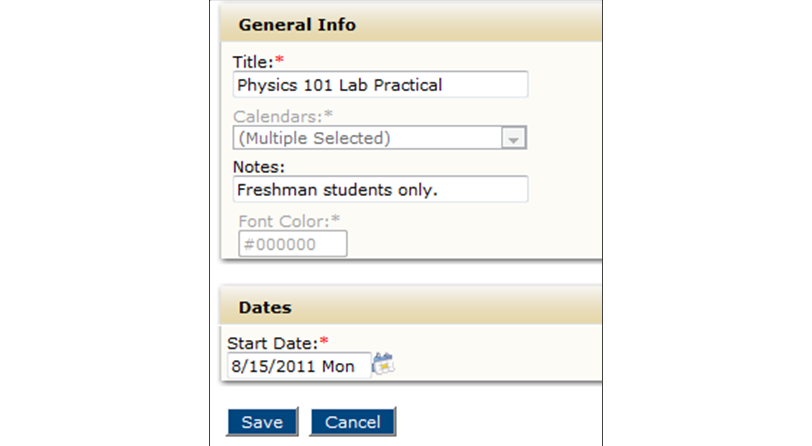 General Info
Title:*
Physics 101 Lab Practical
Calendars:*
(Multiple Selected)
Notes:
Freshman students only.
Font Color:*
#000000
Dates
Start Date:*
8/15/2011 Mon
Save Cancel